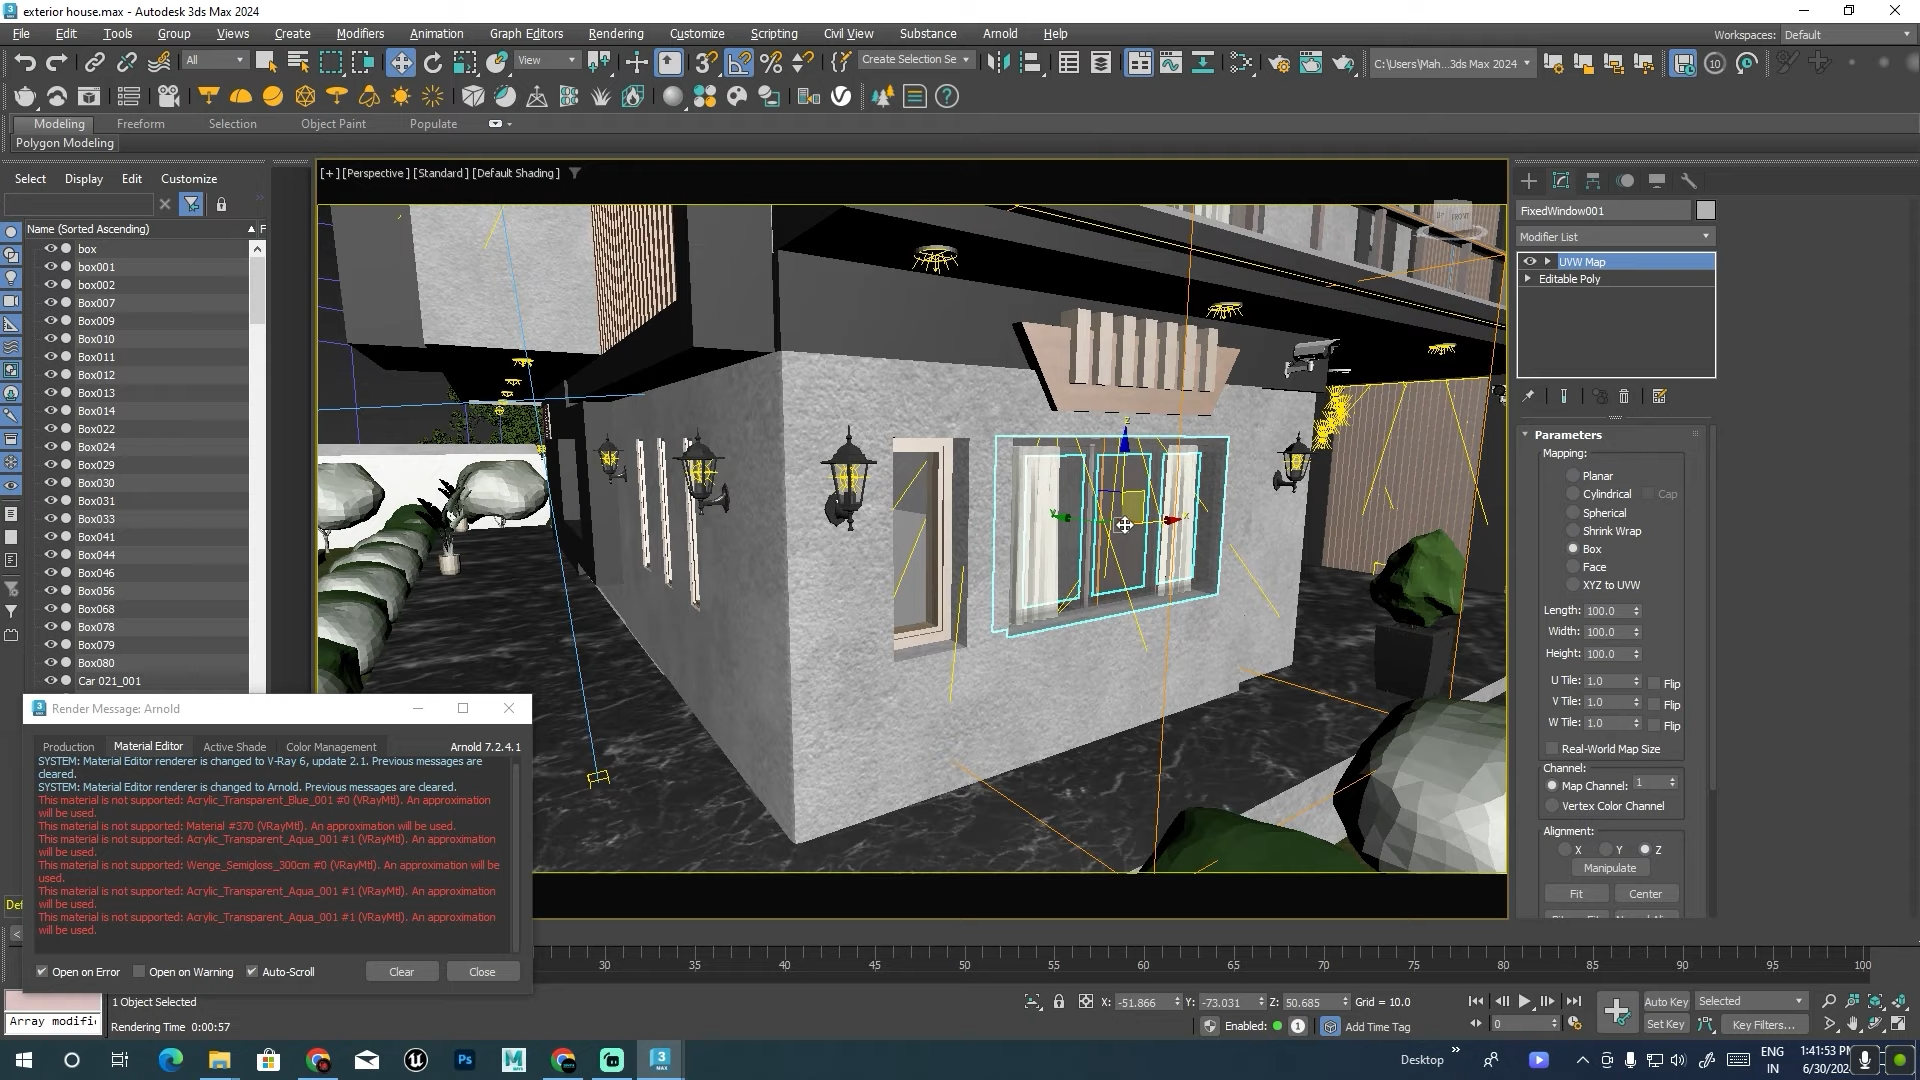 exterior house.max - Autodesk 3ds Max 2024
File Edit Tools Group Views Create Modifiers Animation Graph Editors Rendering Customize Scripting Civil View Substance Arnold Help
Workspaces: Default
All
View
Create Selection Se
C:\Users\Mah...3ds Max 2024
10
Modeling Freeform Selection Object Paint Populate
Polygon Modeling
Select Display Edit Customize
Name (Sorted Ascending)
F
box
box001
box002
Box007
Box009
Box010
Box011
Box012
Box013
Box014
Box022
Box024
Box029
Box030
Box031
Box033
Box041
Box044
Box046
Box056
Box068
Box078
Box079
Box080
Car 021_001
[+] [Perspective ] [Standard ] [Default Shading ]
FRONT
z
x
FixedWindow001
Modifier List
UVW Map
Editable Poly
Parameters
Mapping:
Planar
Cylindrical Cap
Spherical
Shrink Wrap
Box
Face
XYZ to UVW
Length: 100.0
Width: 100.0
Height: 100.0
U Tile: 1.0 Flip
V Tile: 1.0 Flip
W Tile: 1.0 Flip
Real-World Map Size
Channel:
Map Channel: 1
Vertex Color Channel
Alignment:
X Y Z
Manipulate
Fit Center
Render Message: Arnold
Production Material Editor Active Shade Color Management Arnold 7.2.4.1
SYSTEM: Material Editor renderer is changed to V-Ray 6, update 2.1. Previous messages are
cleared.
SYSTEM: Material Editor renderer is changed to Arnold. Previous messages are cleared.
This material is not supported: Acrylic_Transparent_Blue_001 #0 (VRayMtl). An approximation
will be used.
This material is not supported: Material #370 (VRayMtl). An approximation will be used.
This material is not supported: Acrylic_Transparent_Aqua_001 #1 (VRayMtl). An approximation
will be used.
This material is not supported: Wenge_Semigloss_300cm #0 (VRayMtl). An approximation will be
used.
This material is not supported: Acrylic_Transparent_Aqua_001 #1 (VRayMtl). An approximation
will be used.
This material is not supported: Acrylic_Transparent_Aqua_001 #1 (VRayMtl). An approximation
will be used.
Open on Error Open on Warning Auto-Scroll Clear Close
Def
30 35 40 45 50 55 60 65 70 75 80 85 90 95 100
1 Object Selected
X: -51.866 Y: -73.031 Z: 50.685 Grid = 10.0
Auto Key Selected
Array modifi
Rendering Time 0:00:57
Enabled: 1 Add Time Tag
0
Set Key Key Filters...
Desktop
ENG
IN
1:41:53 PM
6/30/202